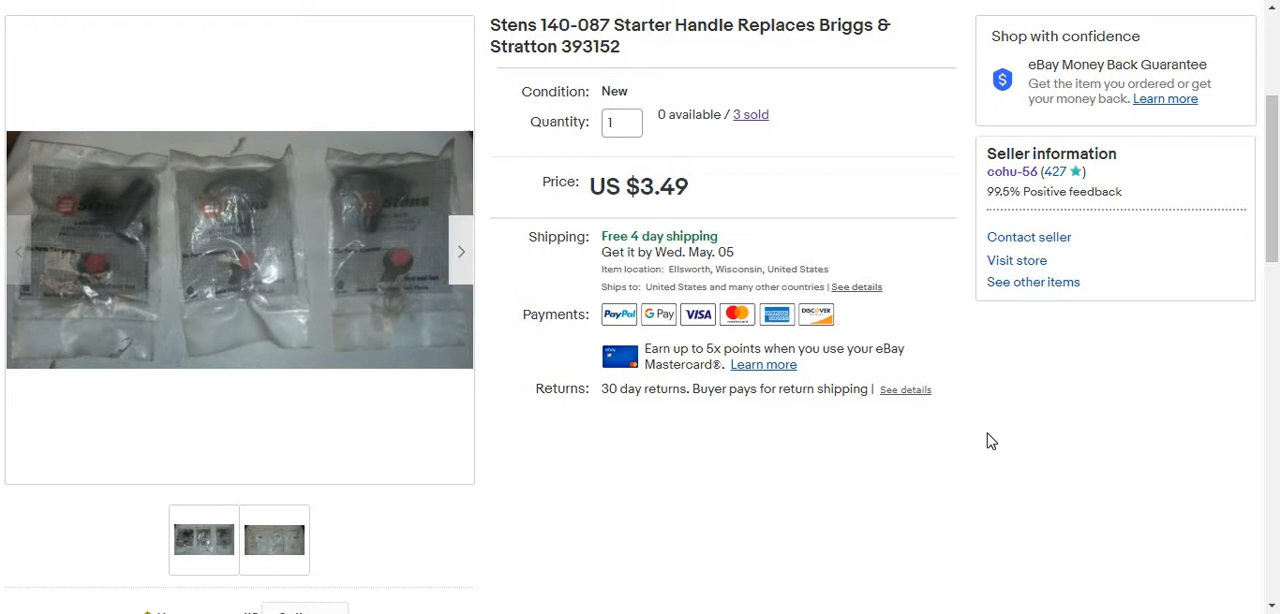 Stens 140-087 Starter Handle Replaces Briggs &
Stratton 393152
Condition: New
Quantity: 1 0 available / 3 sold
Price: US $3.49
Shipping: Free 4 day shipping
Get it by Wed. May. 05
Item location: Ellsworth, Wisconsin, United States
Ships to: United States and many other countries | See details
Payments: PayPal G Pay VISA MasterCard DISCOVER
Earn up to 5x points when you use your eBay
Mastercard®. Learn more
Returns: 30 day returns. Buyer pays for return shipping | See details
Shop with confidence
eBay Money Back Guarantee
Get the item you ordered or get
your money back. Learn more
Seller information
cohu-56 (427 ★)
99.5% Positive feedback
Contact seller
Visit store
See other items
Stens
Stens
Stens